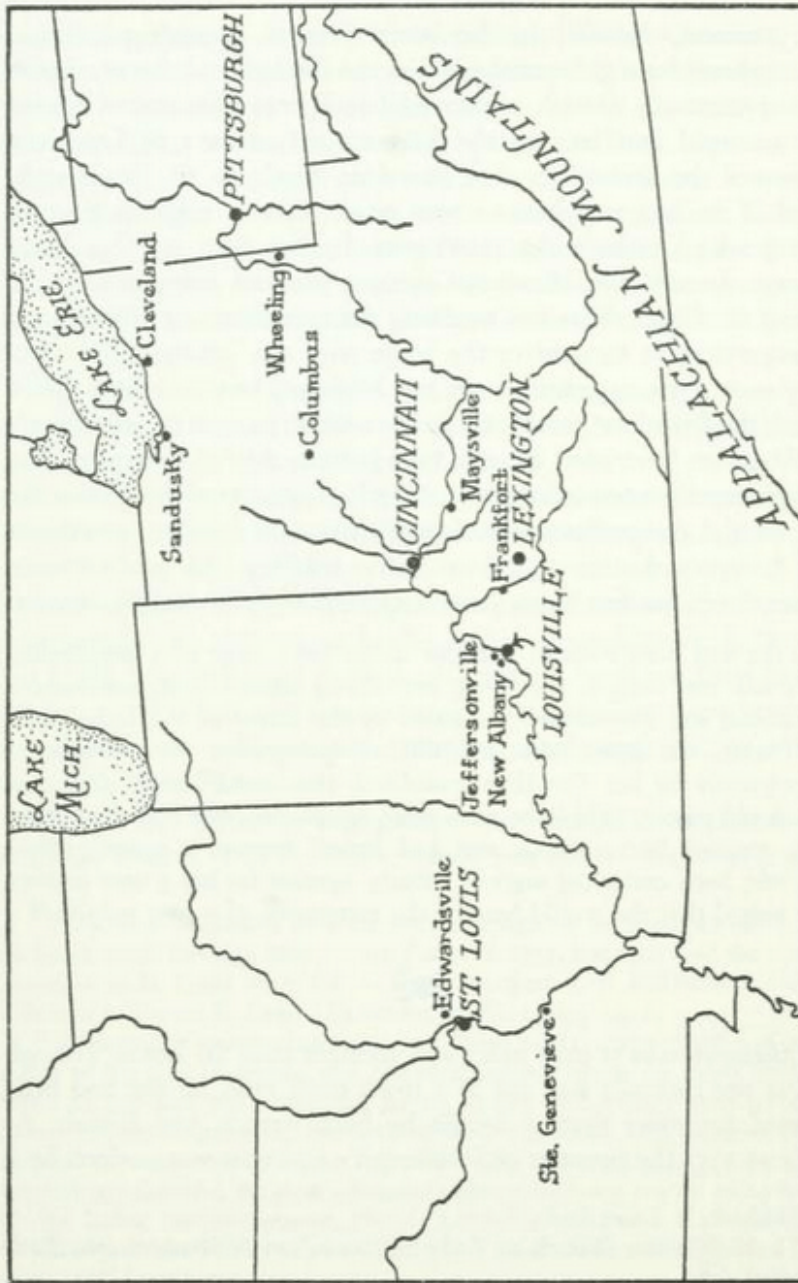 LAKE
MICH.
LAKE ERIE
Cleveland
Sandusky
PITTSBURGH
Wheeling
Columbus
CINCINNATI
Maysville
Frankfort
LEXINGTON
Jeffersonville
New Albany
LOUISVILLE
Edwardsville
ST. LOUIS
Ste. Genevieve
APPALACHIAN MOUNTAINS